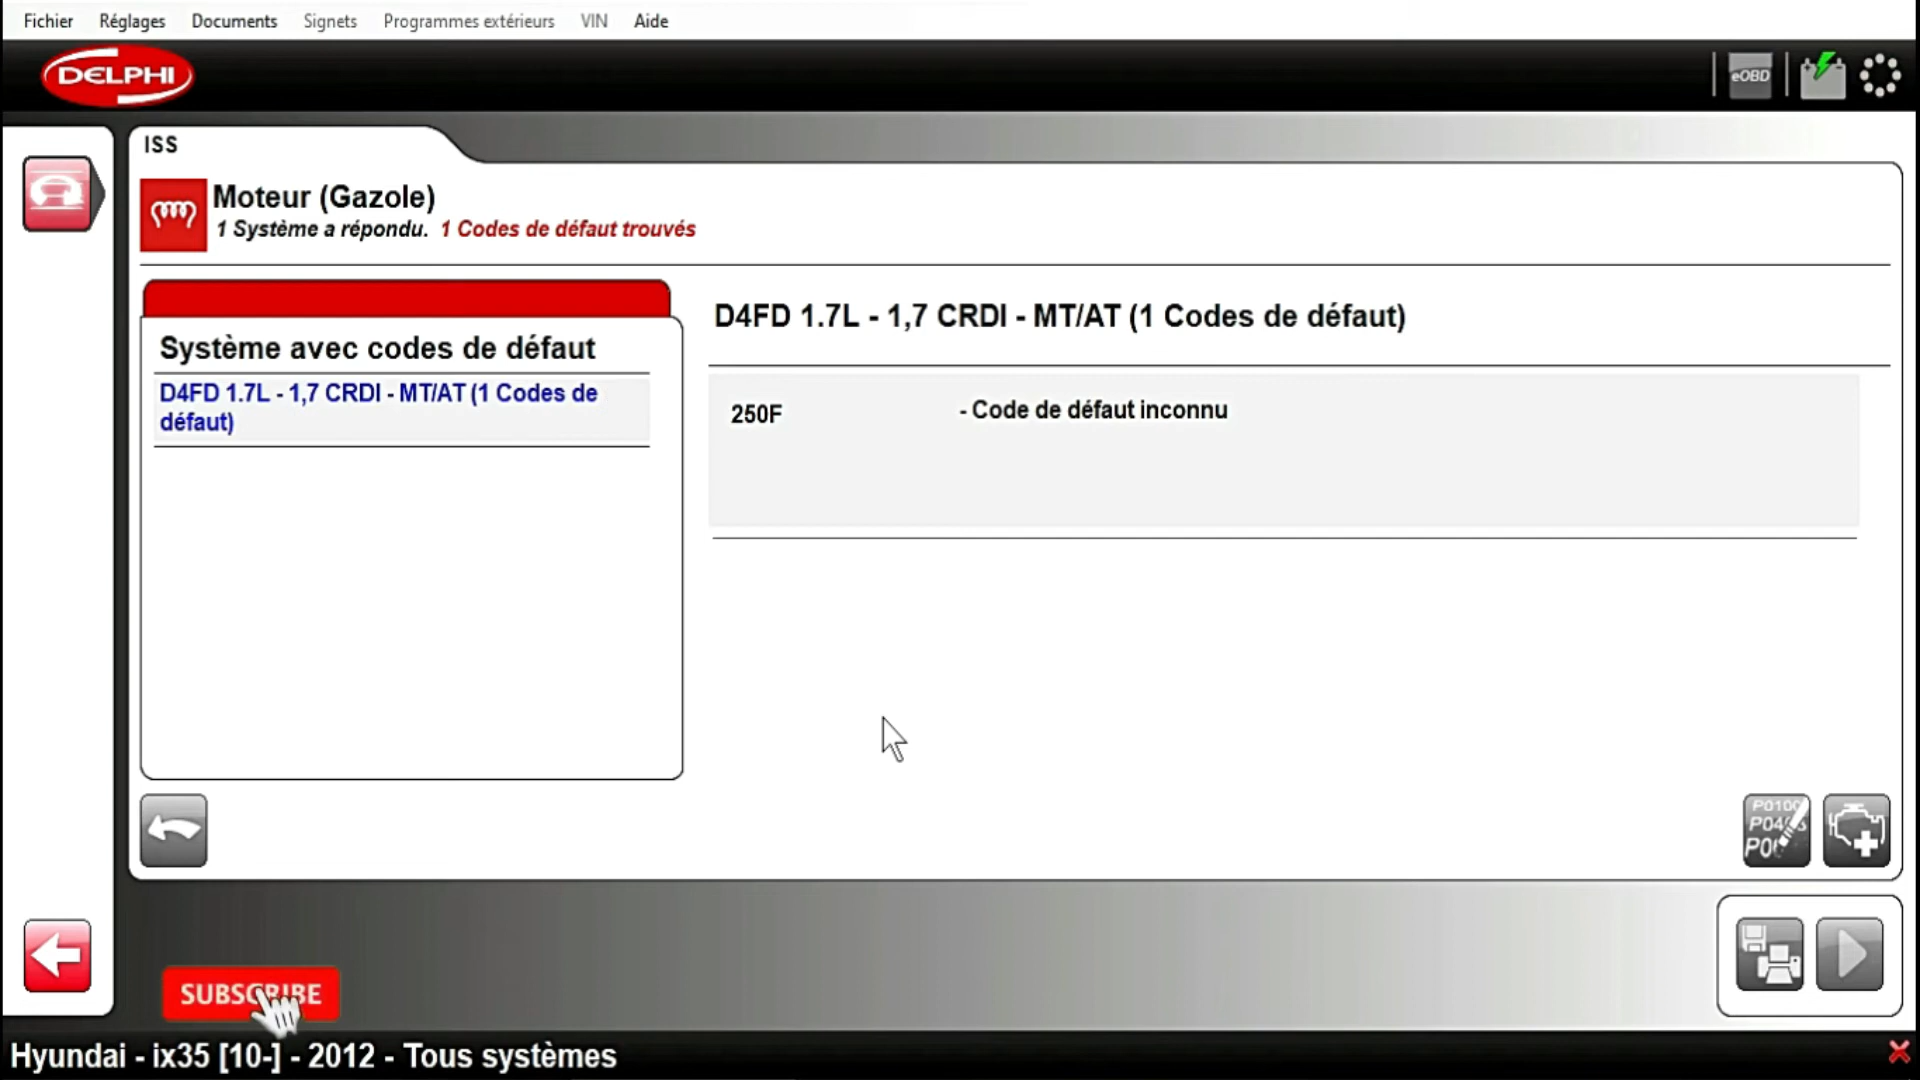 Fichier Réglages Documents Signets Programmes extérieurs VIN Aide
DELPHI
eOBD
ISS
Moteur (Gazole)
1 Système a répondu. 1 Codes de défaut trouvés
Système avec codes de défaut
D4FD 1.7L - 1,7 CRDI - MT/AT (1 Codes de
défaut)
D4FD 1.7L - 1,7 CRDI - MT/AT (1 Codes de défaut)
250F - Code de défaut inconnu
P0100
SUBSCRIBE
Hyundai - ix35 [10-] - 2012 - Tous systèmes